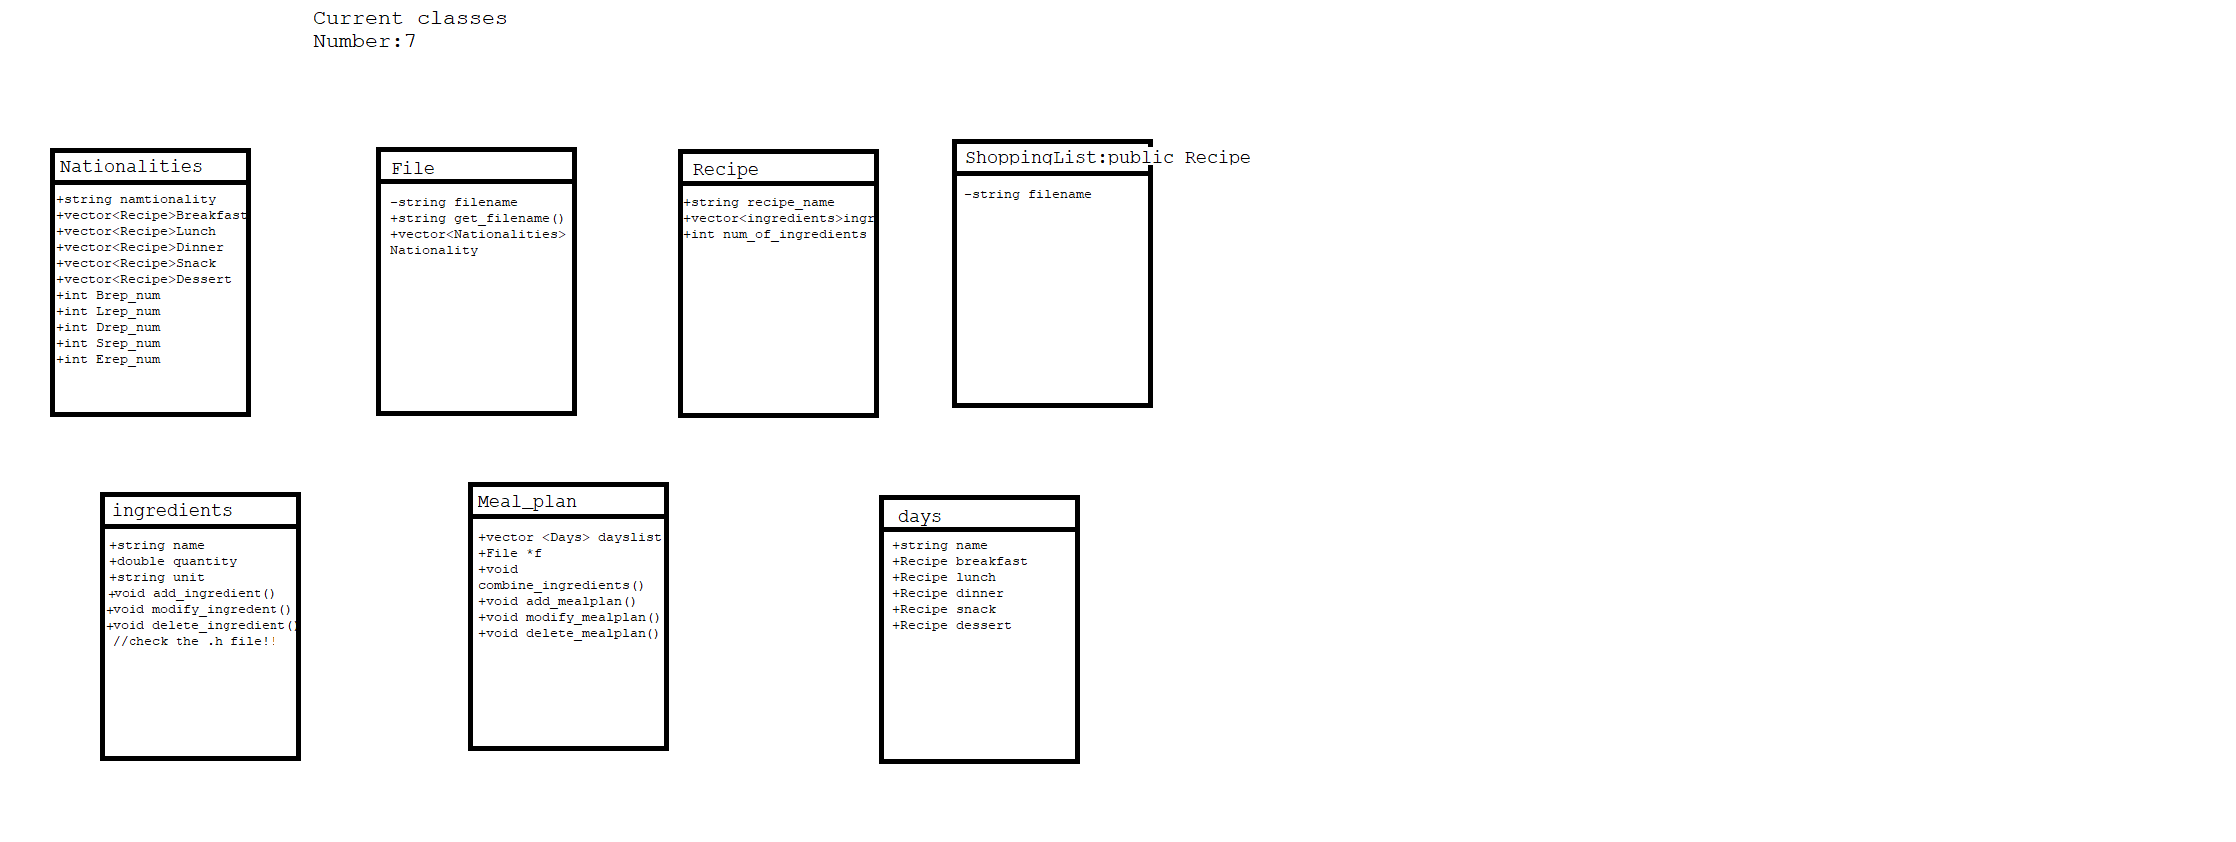 Current classes
Number:7
Nationalities
+string namtionality
+vector<Recipe>Breakfast
+vector<Recipe>Lunch
+vector<Recipe>Dinner
+vector<Recipe>Snack
+vector<Recipe>Dessert
+int Brep_num
+int Lrep_num
+int Drep_num
+int Srep_num
+int Erep_num
File
-string filename
+string get_filename()
+vector<Nationalities>
Nationality
Recipe
+string recipe_name
+vector<ingredients>ingr
+int num_of_ingredients
ShoppingList:public Recipe
-string filename
ingredients
+string name
+double quantity
+string unit
+void add_ingredient()
+void modify_ingredent()
+void delete_ingredient()
//check the .h file!!
Meal_plan
+vector <Days> dayslist
+File *f
+void
combine_ingredients()
+void add_mealplan()
+void modify_mealplan()
+void delete_mealplan()
days
+string name
+Recipe breakfast
+Recipe lunch
+Recipe dinner
+Recipe snack
+Recipe dessert